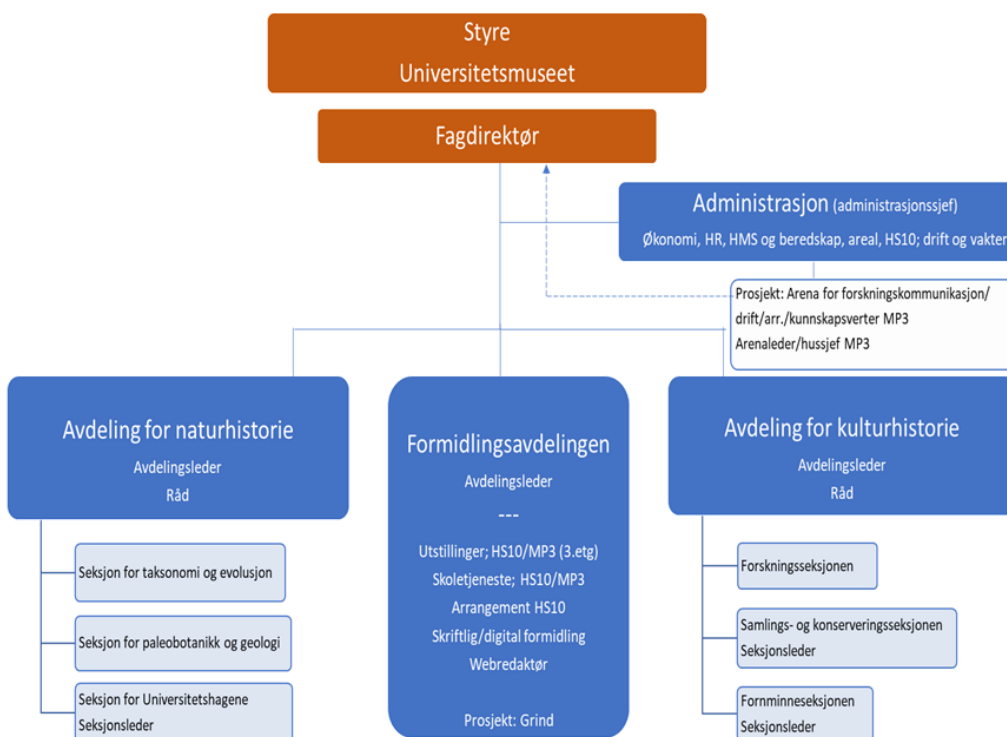 Styre
Universitetsmuseet
Fagdirektør
Administrasjon (administrasjonssjef)
Økonomi, HR, HMS og beredskap, areal, HS10; drift og vakter
Prosjekt: Arena for forskningskommunikasjon/
drift/arr./kunnskapsverter MP3
Arenaleder/hussjef MP3
Avdeling for naturhistorie
Avdelingsleder
Råd
Seksjon for taksonomi og evolusjon
Seksjon for paleobotanikk og geologi
Seksjon for Universitetshagene
Seksjonsleder
Formidlingsavdelingen
Avdelingsleder
---
Utstillinger; HS10/MP3 (3.etg)
Skoletjeneste; HS10/MP3
Arrangement HS10
Skriftlig/digital formidling
Webredaktør
Prosjekt: Grind
Avdeling for kulturhistorie
Avdelingsleder
Råd
Forskningsseksjonen
Samlings- og konserveringsseksjonen
Seksjonsleder
Fornminneseksjonen
Seksjonsleder